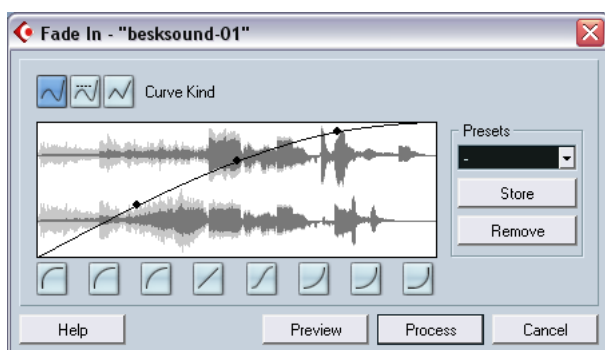 Fade In - "besksound-01"
Curve Kind
Presets
-
Store
Remove
Help
Preview
Process
Cancel